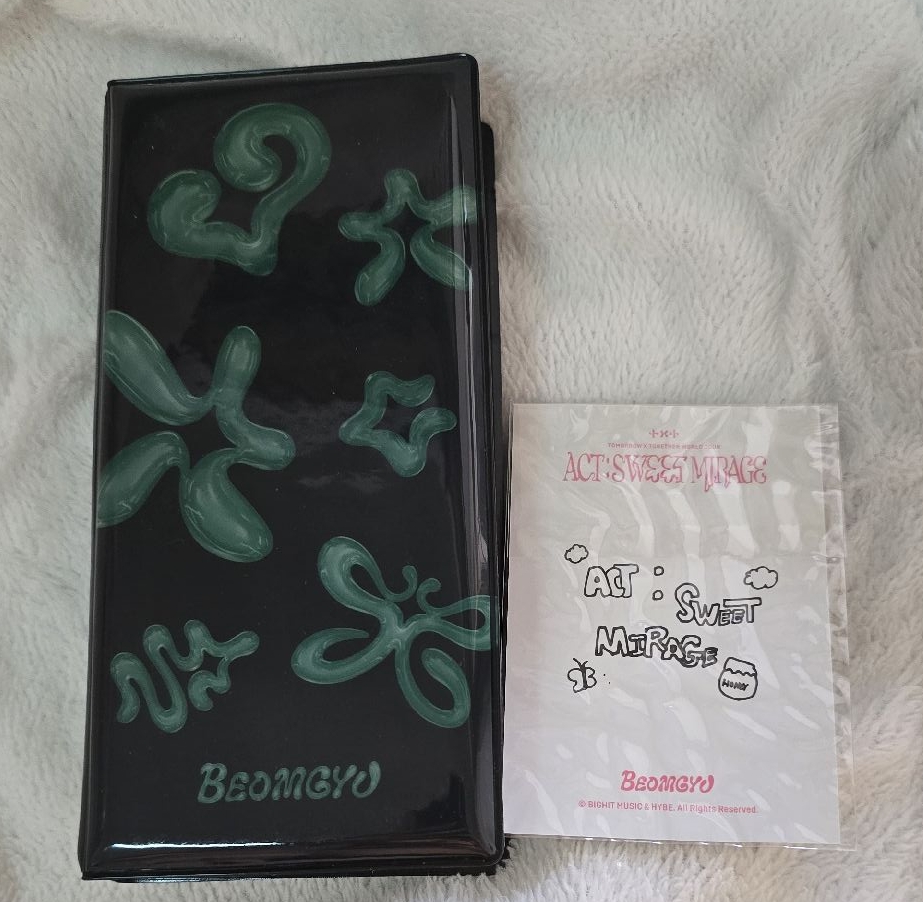 BEOMGYU
+x+
TOMORROW X TOGETHER WORLD TOUR
ACT:SWEET MIRAGE
ACT :
SWEET
MIRAGE
HONEY
BEOMGYU
© BIGHIT MUSIC & HYBE. All Rights Reserved.